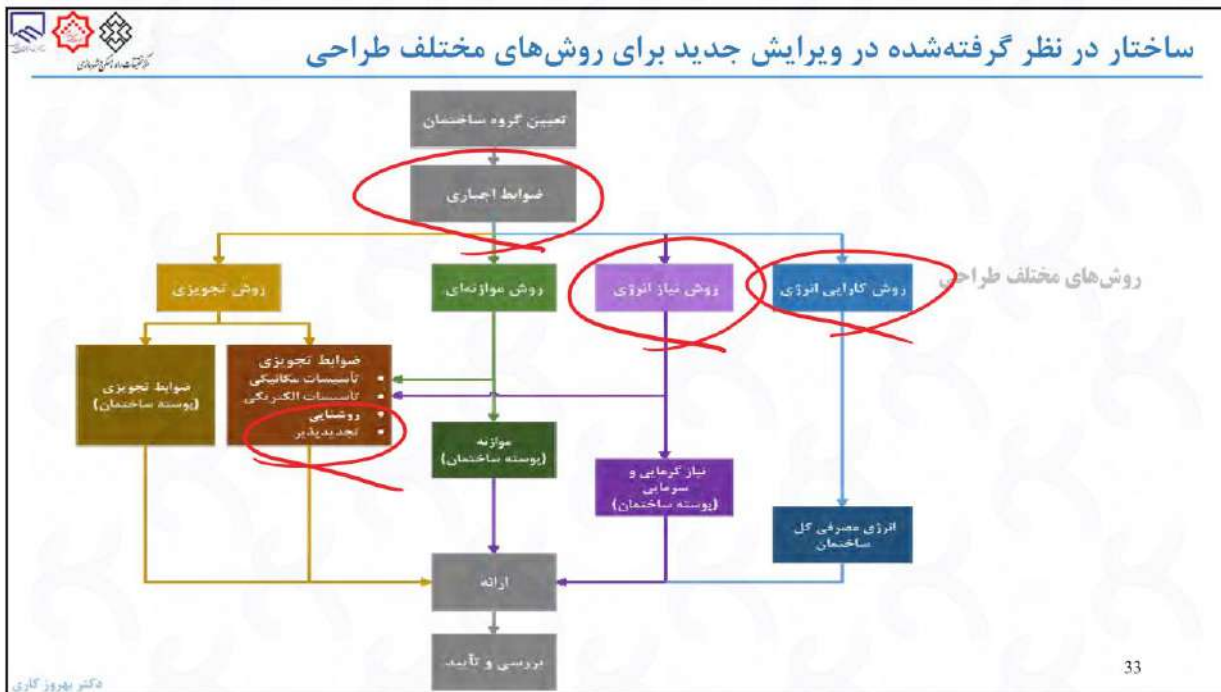 ساختار در نظر گرفته‌شده در ویرایش جدید برای روش‌های مختلف طراحی
تعیین گروه ساختمان
ضوابط اجباری
روش‌های مختلف طراحی
روش کارایی انرژی
روش نیاز انرژی
روش موازنه‌ای
روش تجویزی
ضوابط تجویزی
تأسیسات مکانیکی
تأسیسات الکتریکی
روشنایی
تجدیدپذیر
ضوابط تجویزی
(پوسته ساختمان)
موازنه
(پوسته ساختمان)
نیاز گرمایی و
سرمایی
(پوسته ساختمان)
انرژی مصرفی کل
ساختمان
ارائه
بررسی و تأیید
33
دکتر بهروز کاری